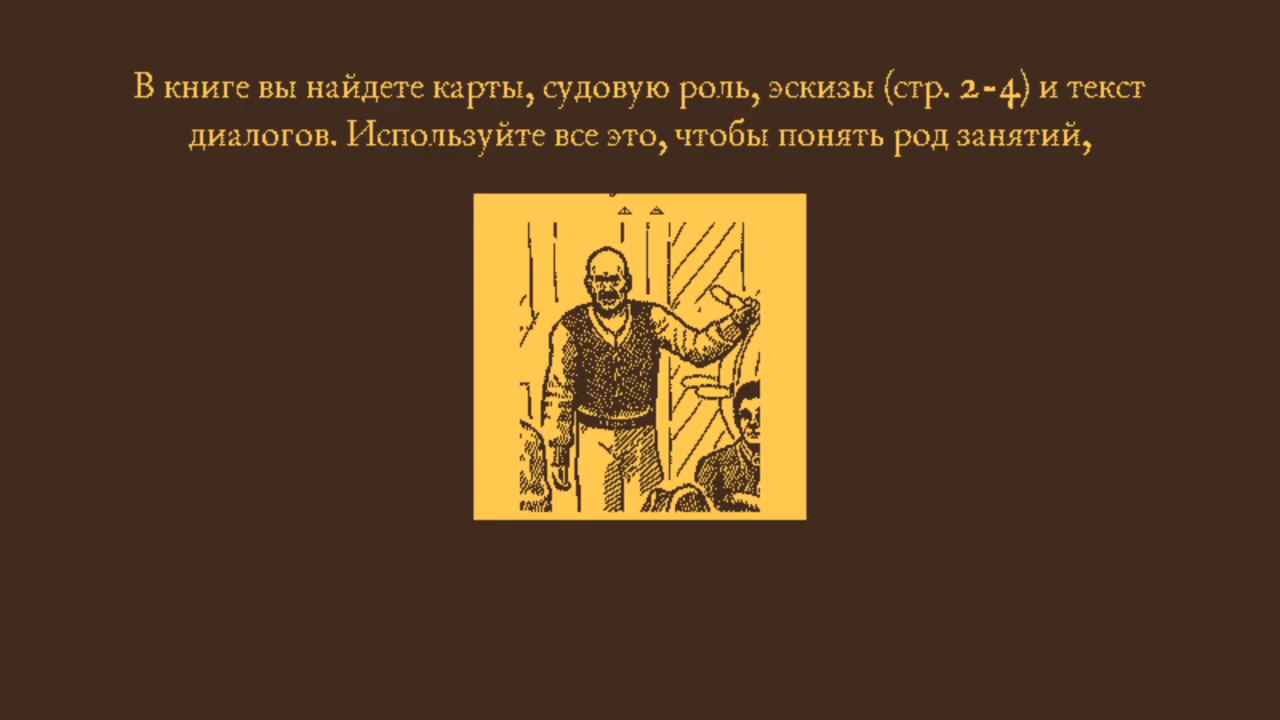 В книге вы найдете карты, судовую роль, эскизы (стр. 2-4) и текст
диалогов. Используйте все это, чтобы понять род занятий,